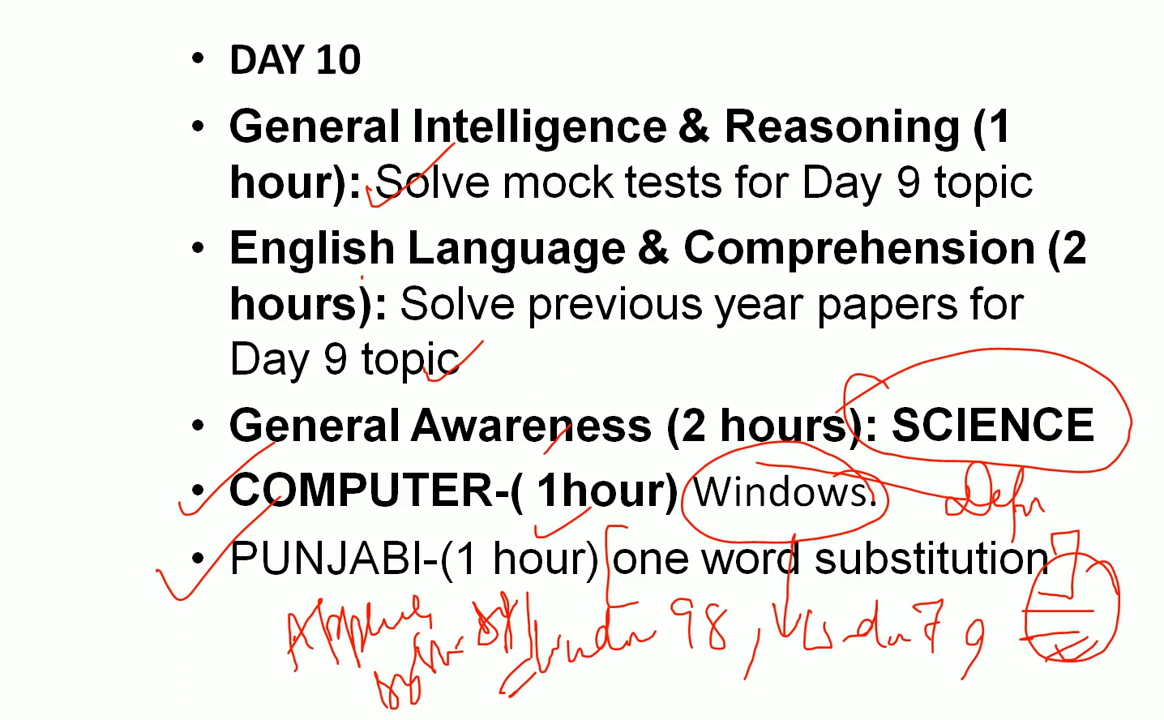 • DAY 10
• General Intelligence & Reasoning (1
hour): Solve mock tests for Day 9 topic
• English Language & Comprehension (2
hours): Solve previous year papers for
Day 9 topic
• General Awareness (2 hours): SCIENCE
• COMPUTER-( 1hour) Windows.
• PUNJABI-(1 hour) one word substitution
98, 7